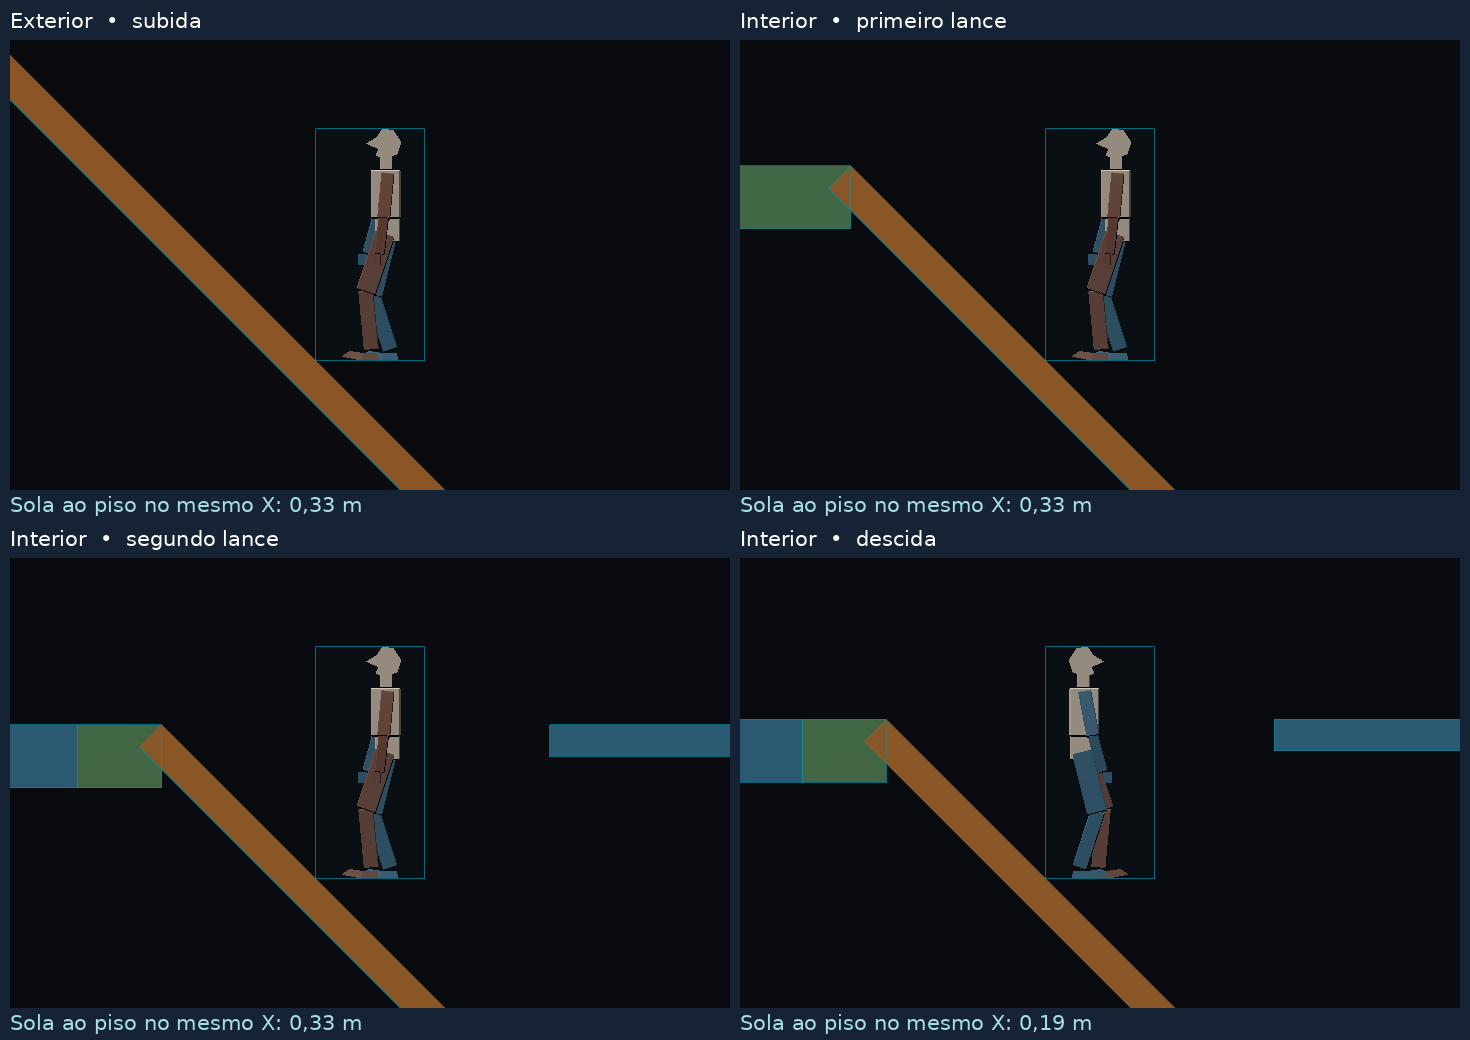 Exterior • subida
Interior • primeiro lance
Sola ao piso no mesmo X: 0,33 m
Sola ao piso no mesmo X: 0,33 m
Interior • segundo lance
Interior • descida
Sola ao piso no mesmo X: 0,33 m
Sola ao piso no mesmo X: 0,19 m